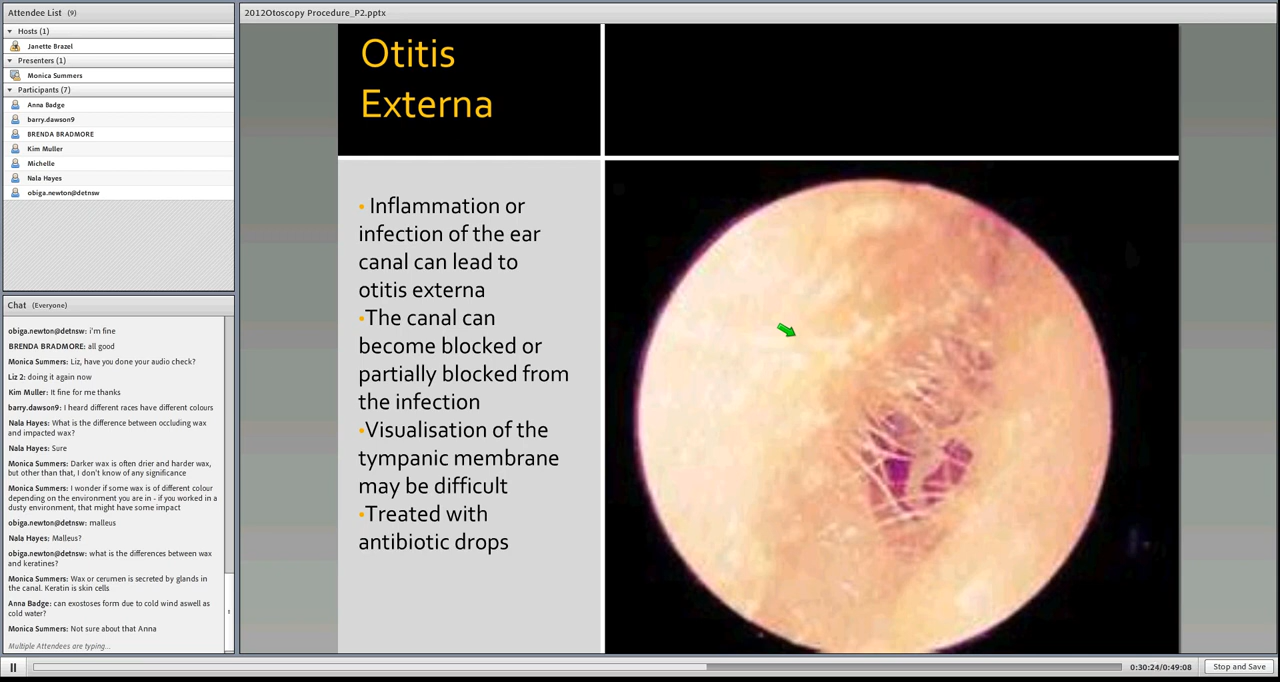 Attendee List (9)
Hosts (1)
Janette Brazel
Presenters (1)
Monica Summers
Participants (7)
Anna Badge
barry.dawson9
BRENDA BRADMORE
Kim Muller
Michelle
Nala Hayes
obiga.newton@detnsw
Chat (Everyone)
obiga.newton@detnsw: i'm fine
BRENDA BRADMORE: all good
Monica Summers: Liz, have you done your audio check?
Liz 2: doing it again now
Kim Muller: It fine for me thanks
barry.dawson9: I heard different races have different colours
Nala Hayes: What is the difference between occluding wax
and impacted wax?
Nala Hayes: Sure
Monica Summers: Darker wax is often drier and harder wax,
but other than that, I don't know of any significance
Monica Summers: I wonder if some wax is of different colour
depending on the environment you are in - if you worked in a
dusty environment, that might have some impact
obiga.newton@detnsw: malleus
Nala Hayes: Malleus?
obiga.newton@detnsw: what is the differences between wax
and keratines?
Monica Summers: Wax or cerumen is secreted by glands in
the canal. Keratin is skin cells
Anna Badge: can exostoses form due to cold wind aswell as
cold water?
Monica Summers: Not sure about that Anna
Multiple Attendees are typing...
2012Otoscopy Procedure_P2.pptx
Otitis
Externa
• Inflammation or
infection of the ear
canal can lead to
otitis externa
•The canal can
become blocked or
partially blocked from
the infection
•Visualisation of the
tympanic membrane
may be difficult
•Treated with
antibiotic drops
0:30:24/0:49:08
Stop and Save